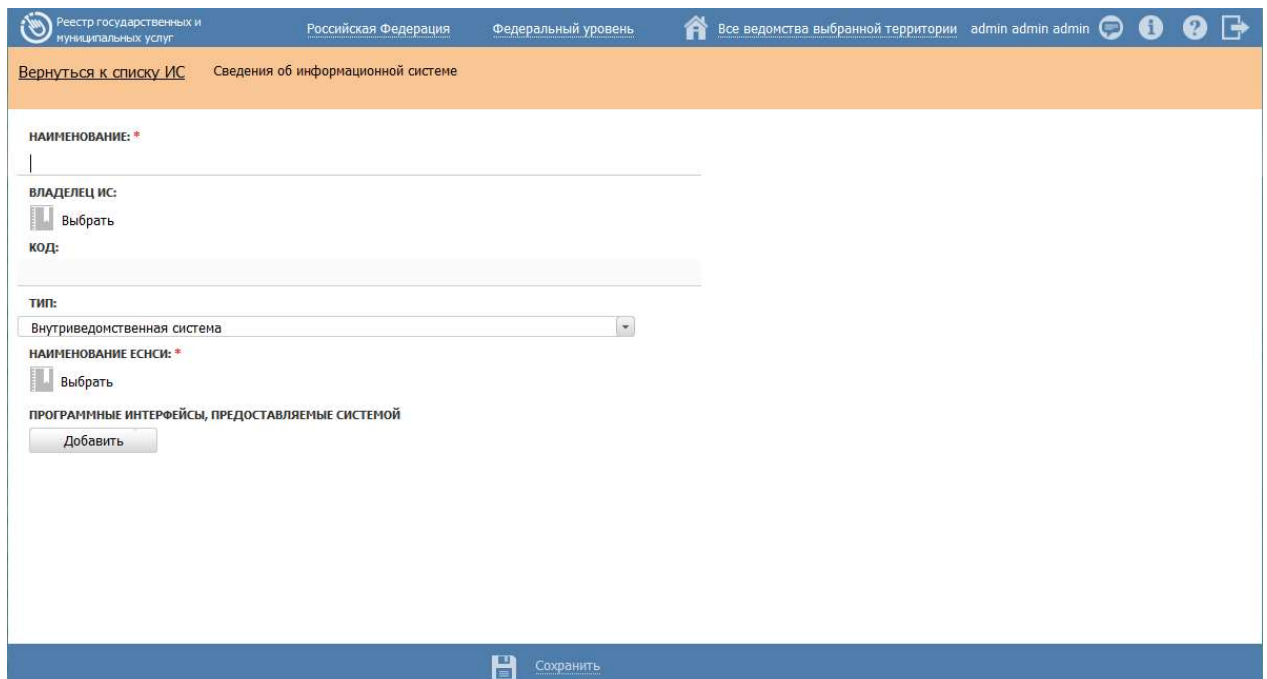 Реестр государственных и
муниципальных услуг
Российская Федерация
Федеральный уровень
Все ведомства выбранной территории
admin admin admin
Вернуться к списку ИС
Сведения об информационной системе
НАИМЕНОВАНИЕ: *
ВЛАДЕЛЕЦ ИС:
Выбрать
КОД:
ТИП:
Внутриведомственная система
НАИМЕНОВАНИЕ ЕСНСИ: *
Выбрать
ПРОГРАММНЫЕ ИНТЕРФЕЙСЫ, ПРЕДОСТАВЛЯЕМЫЕ СИСТЕМОЙ
Добавить
Сохранить